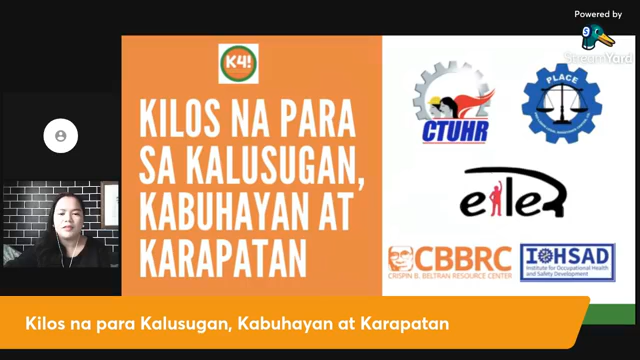 Powered by
StreamYard
K4!
KILOS NA PARA
SA KALUSUGAN,
KABUHAYAN AT
KARAPATAN
CTUHR
PLACE
eiler
CBBRC
CRISPIN B. BELTRAN RESOURCE CENTER
IOHSAD
Institute for Occupational Health
and Safety Development
Kilos na para Kalusugan, Kabuhayan at Karapatan